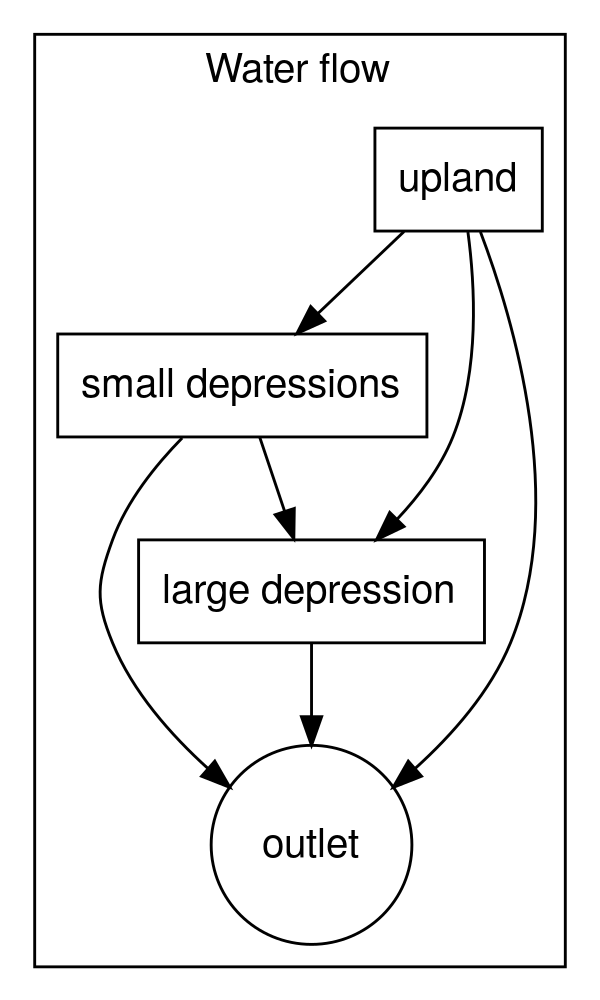 Water flow
upland
small depressions
large depression
outlet